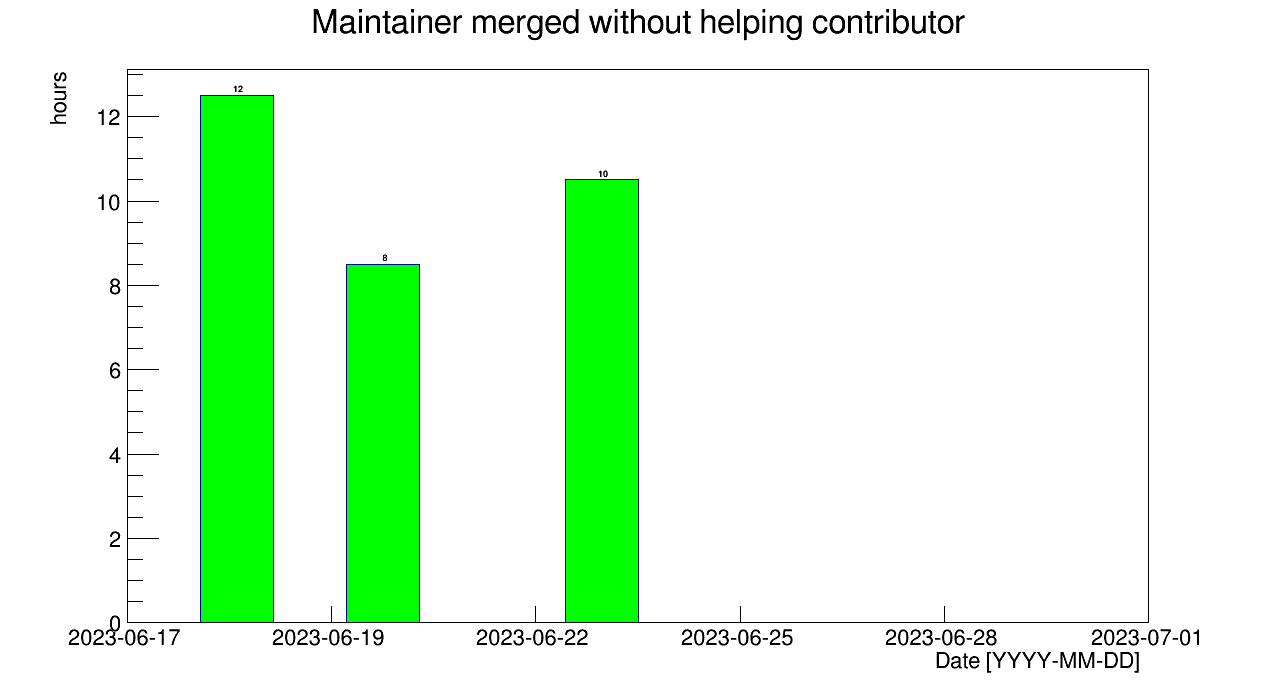 Maintainer merged without helping contributor
hours
12
10
8
6
4
2
0
12
8
10
2023-06-17 2023-06-19 2023-06-22 2023-06-25 2023-06-28 2023-07-01
Date [YYYY-MM-DD]